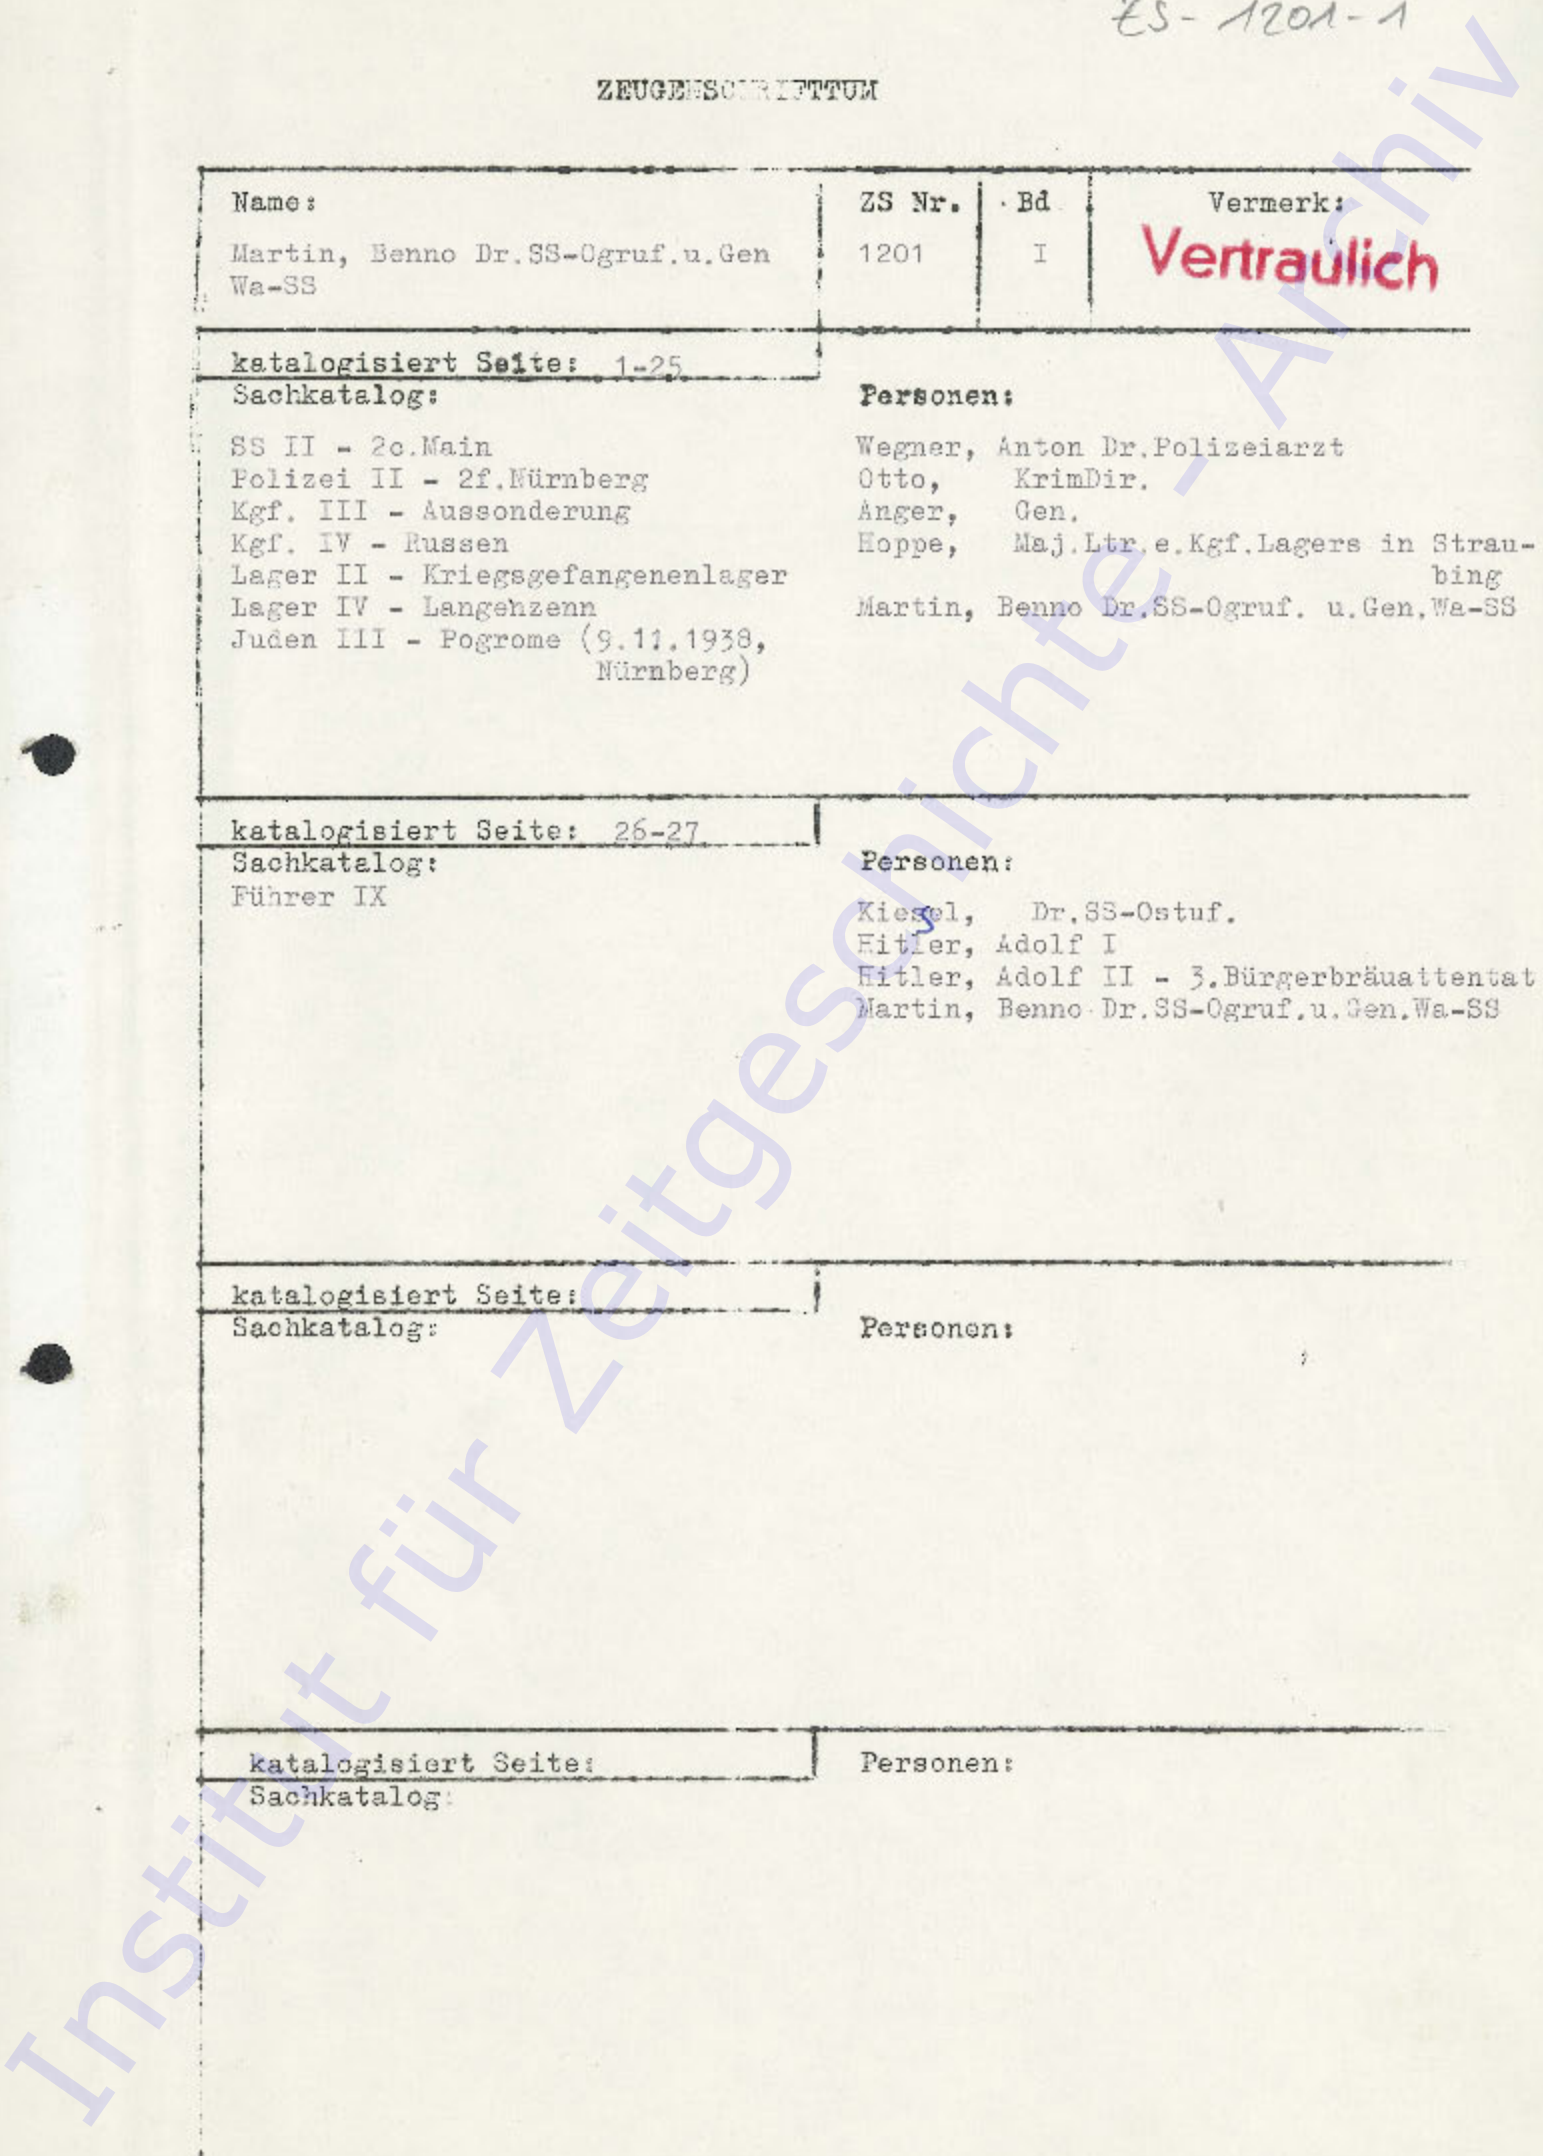 ZS-1201-1
ZEUGENSCHRIFTTUM
Name:
Martin, Benno Dr.SS-Ogruf.u.Gen
Wa-SS
ZS Nr.
1201
Bd
I
Vermerk:
Vertraulich
katalogisiert Seite: 1-25
Sachkatalog:
SS II - 2c.Main
Polizei II - 2f.Nürnberg
Kgf. III - Aussonderung
Kgf. IV - Russen
Lager II - Kriegsgefangenenlager
Lager IV - Langehzenn
Juden III - Pogrome (9.11.1938,
Nürnberg)
Personen:
Wegner, Anton Dr.Polizeiarzt
Otto, KrimDir.
Anger, Gen.
Hoppe, Maj.Ltr.e.Kgf.Lagers in Strau-
bing
Martin, Benno Dr.SS-Ogruf. u.Gen.Wa-SS
katalogisiert Seite: 26-27
Sachkatalog:
Führer IX
Personen:
Kiesel, Dr.SS-Ostuf.
Hitler, Adolf I
Hitler, Adolf II - 3.Bürgerbräuattentat
Martin, Benno Dr.SS-Ogruf.u.Gen.Wa-SS
katalogisiert Seite:
Sachkatalog:
Personen:
katalogisiert Seite:
Sachkatalog:
Personen:
Institut für Zeitgeschichte - Archiv